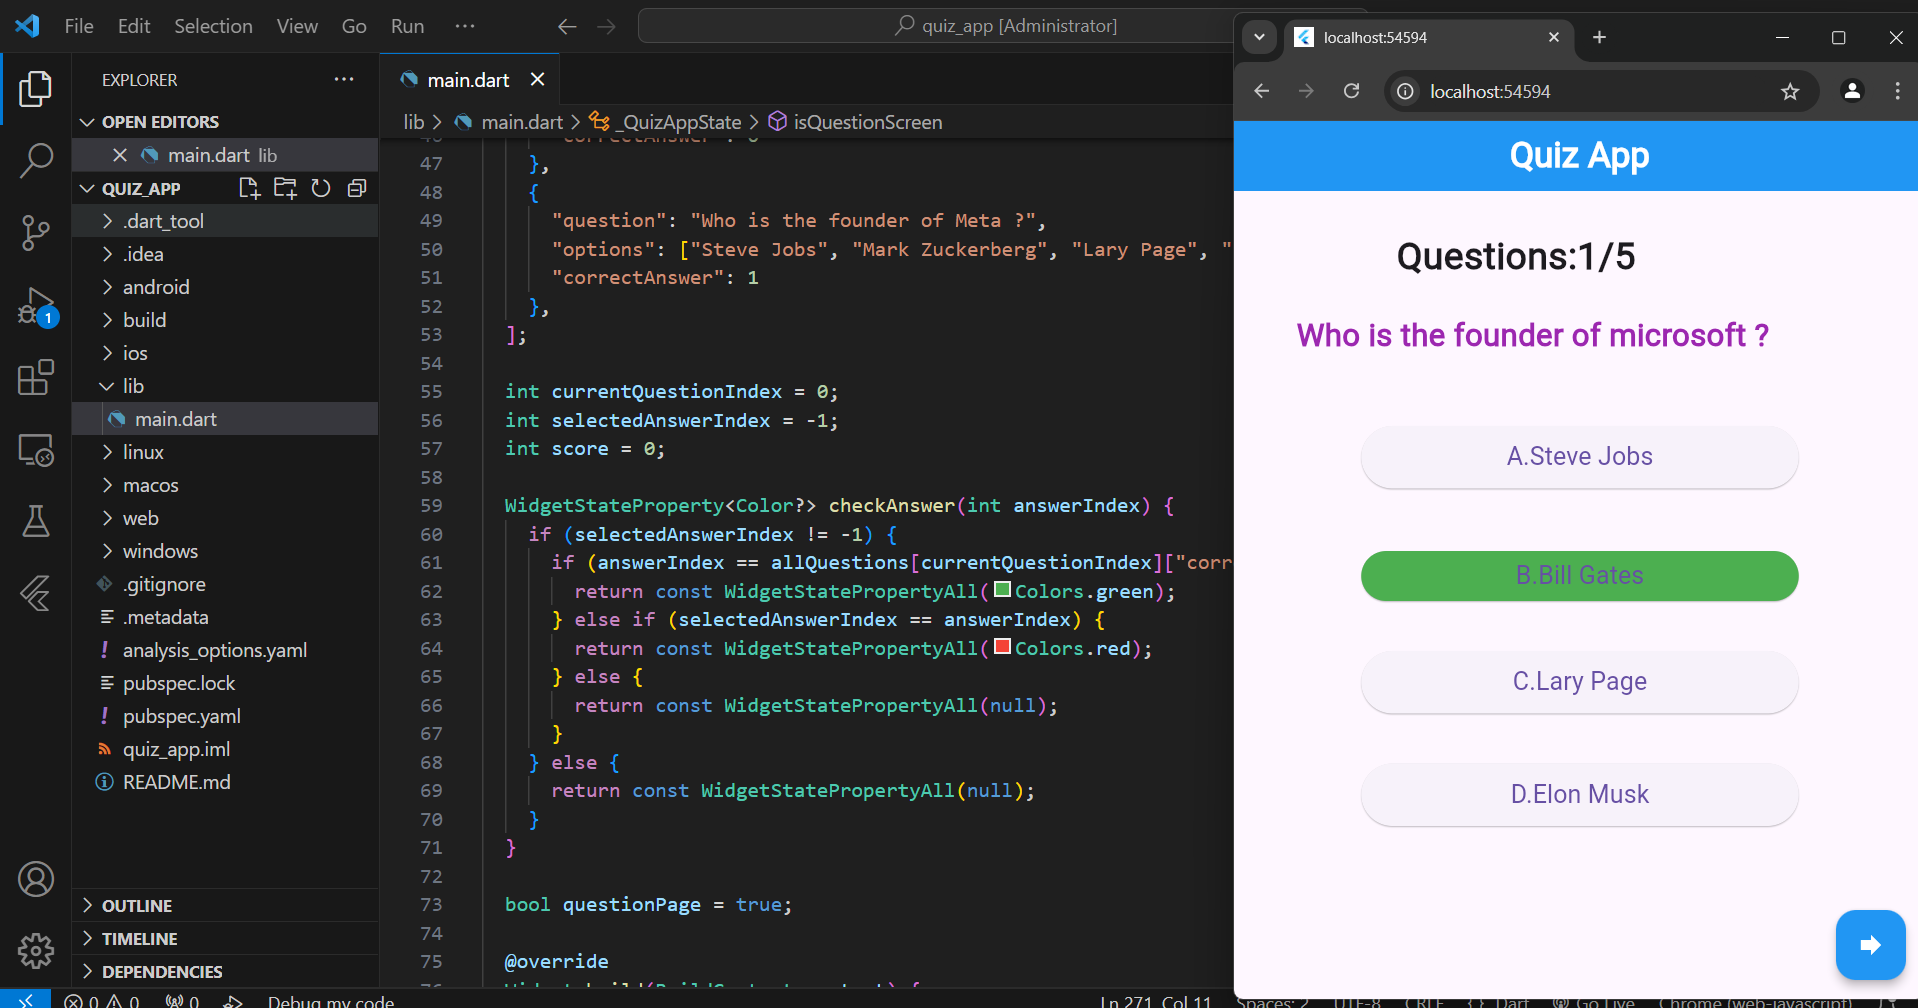 File Edit Selection View Go Run ··· quiz_app [Administrator]
EXPLORER ···
OPEN EDITORS
main.dart lib
QUIZ_APP
.dart_tool
.idea
android
build
1
ios
lib
main.dart
linux
macos
web
windows
.gitignore
.metadata
! analysis_options.yaml
pubspec.lock
! pubspec.yaml
quiz_app.iml
README.md
OUTLINE
TIMELINE
DEPENDENCIES
main.dart
lib > main.dart > _QuizAppState > isQuestionScreen
47 },
48 {
49 "question": "Who is the founder of Meta ?",
50 "options": ["Steve Jobs", "Mark Zuckerberg", "Lary Page", "
51 "correctAnswer": 1
52 },
53 ];
54
55 int currentQuestionIndex = 0;
56 int selectedAnswerIndex = -1;
57 int score = 0;
58
59 WidgetStateProperty<Color?> checkAnswer(int answerIndex) {
60 if (selectedAnswerIndex != -1) {
61 if (answerIndex == allQuestions[currentQuestionIndex]["corr
62 return const WidgetStatePropertyAll(Colors.green);
63 } else if (selectedAnswerIndex == answerIndex) {
64 return const WidgetStatePropertyAll(Colors.red);
65 } else {
66 return const WidgetStatePropertyAll(null);
67 }
68 } else {
69 return const WidgetStatePropertyAll(null);
70 }
71 }
72
73 bool questionPage = true;
74
75 @override
0 0 0 Debug my code Ln 271, Col 11 Spaces: 2 UTF-8 CRLF {} Dart Go Live Chrome (web-javascript)
localhost:54594
localhost:54594
Quiz App
Questions:1/5
Who is the founder of microsoft ?
A.Steve Jobs
B.Bill Gates
C.Lary Page
D.Elon Musk